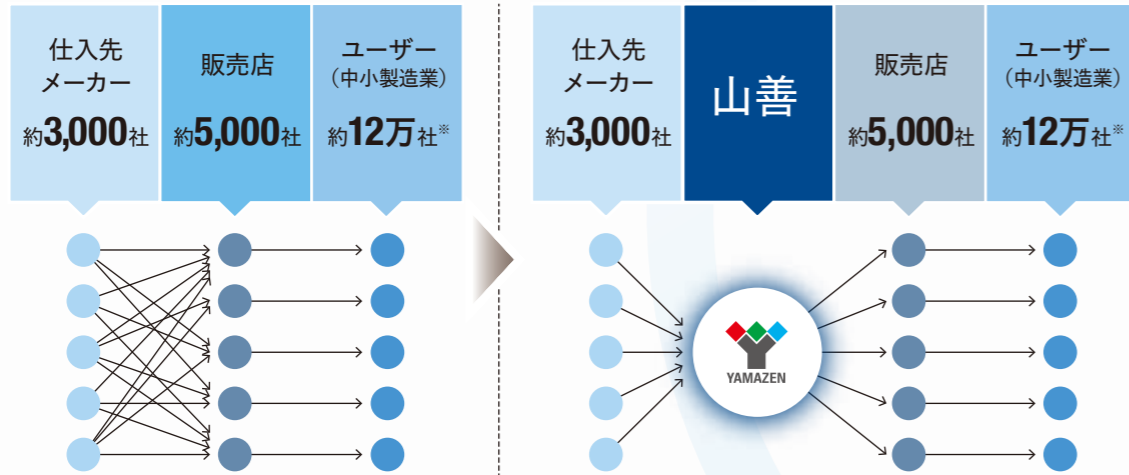 仕入先
メーカー
約3,000社
販売店
約5,000社
ユーザー
（中小製造業）
約12万社※
仕入先
メーカー
約3,000社
山善
販売店
約5,000社
ユーザー
（中小製造業）
約12万社※
YAMAZEN